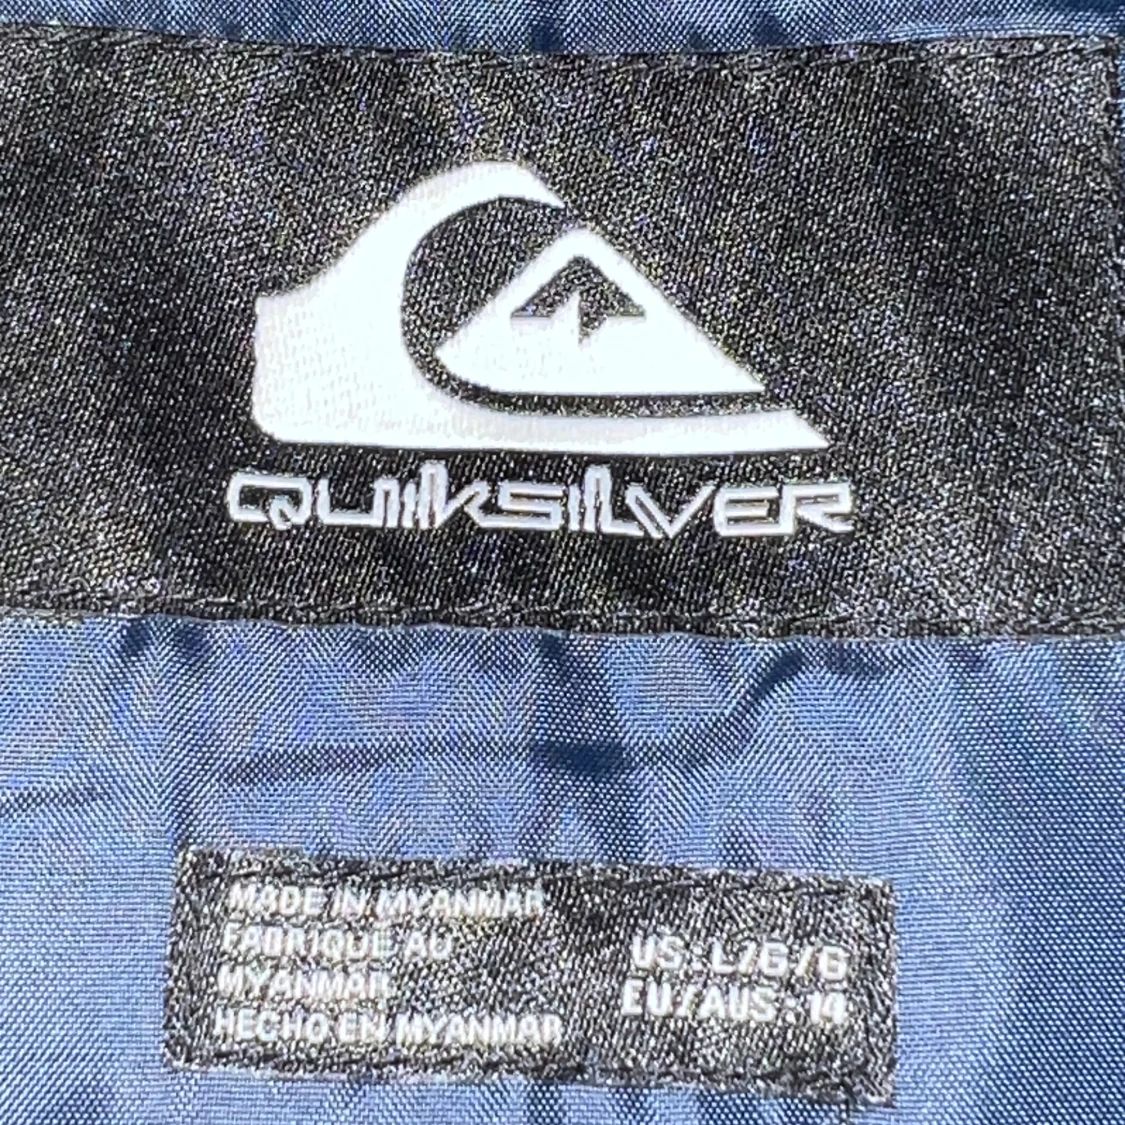 QUIKSILVER
MADE IN MYANMAR
FABRIQUE AU
MYANMAR
HECHO EN MYANMAR
US : L/G/G
EU/AUS : 14